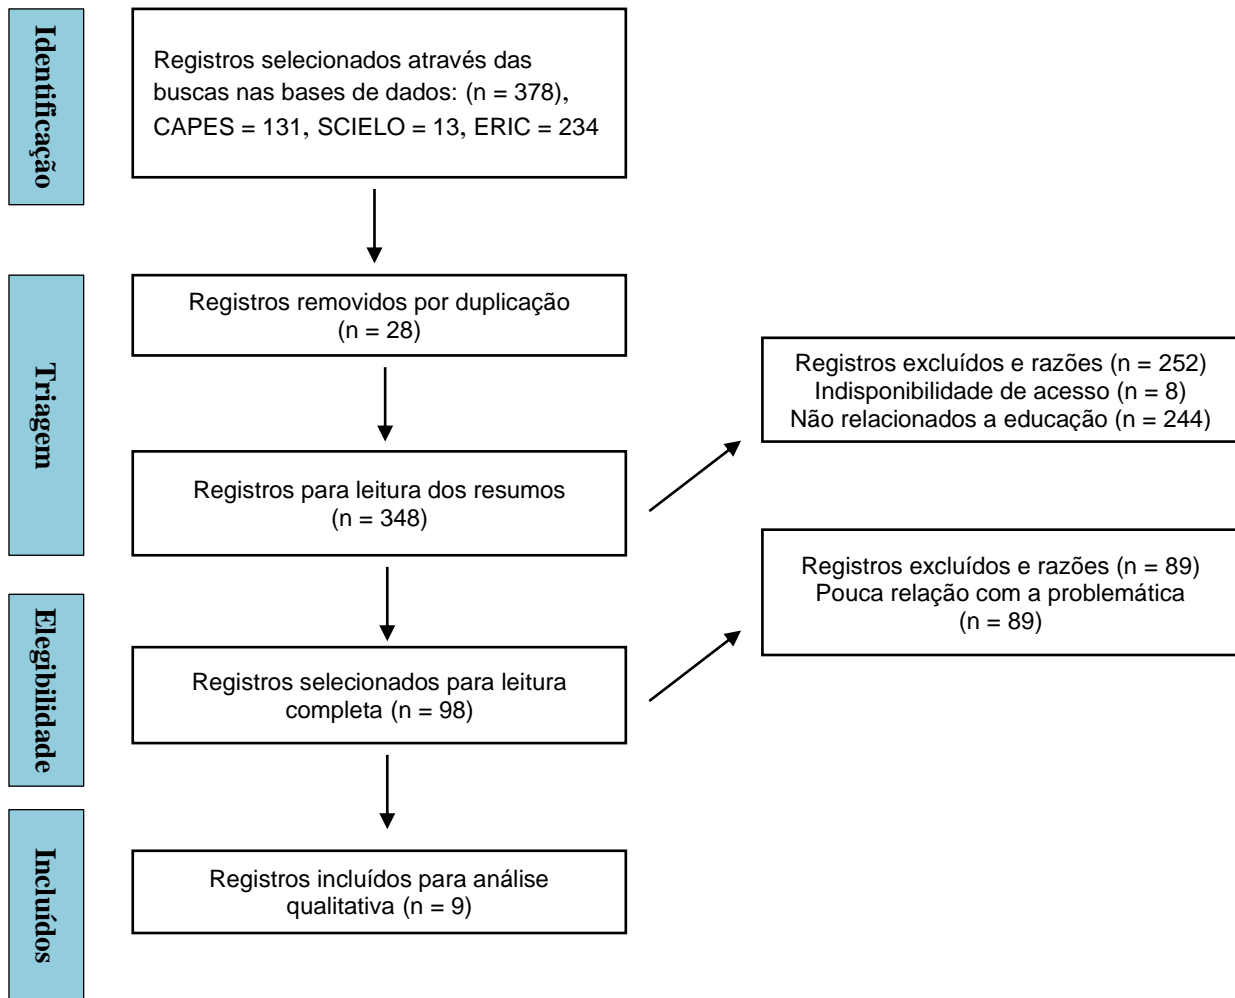 Identificação
Registros selecionados através das
buscas nas bases de dados: (n = 378),
CAPES = 131, SCIELO = 13, ERIC = 234
Triagem
Registros removidos por duplicação
(n = 28)
Registros para leitura dos resumos
(n = 348)
Registros excluídos e razões (n = 252)
Indisponibilidade de acesso (n = 8)
Não relacionados a educação (n = 244)
Elegibilidade
Registros selecionados para leitura
completa (n = 98)
Registros excluídos e razões (n = 89)
Pouca relação com a problemática
(n = 89)
Incluídos
Registros incluídos para análise
qualitativa (n = 9)